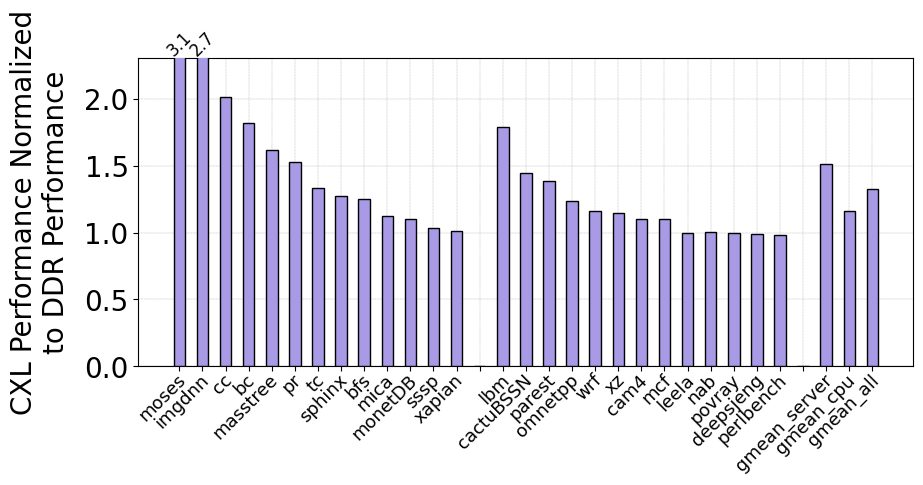 CXL Performance Normalized
to DDR Performance
3.1
2.7
2.0
1.5
1.0
0.5
0.0
moses
imgdnn
cc
bc
masstree
pr
tc
sphinx
bfs
mica
monetDB
sssp
xapian
lbm
cactuBSSN
parest
omnetpp
wrf
xz
cam4
mcf
leela
nab
povray
deepsjeng
perlbench
gmean_server
gmean_cpu
gmean_all